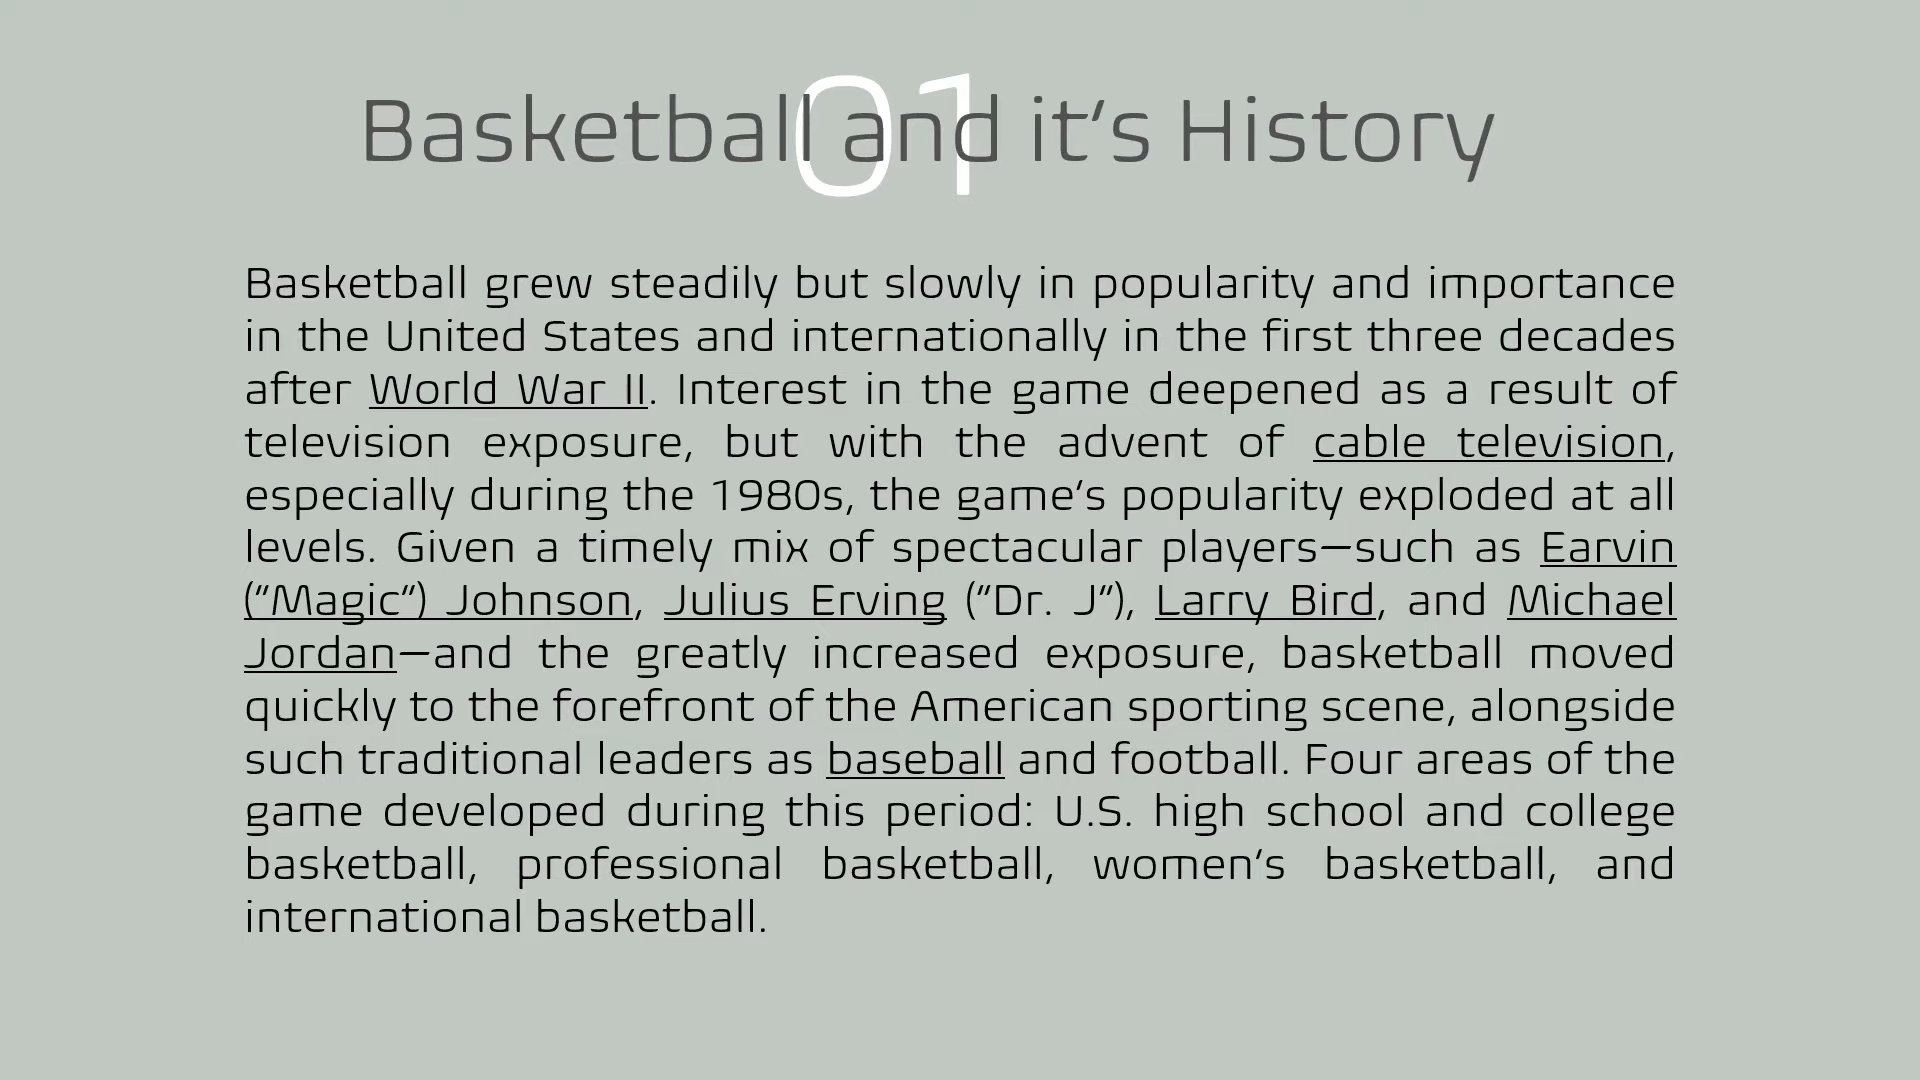 01
Basketball and it’s History
Basketball grew steadily but slowly in popularity and importance
in the United States and internationally in the first three decades
after World War II. Interest in the game deepened as a result of
television exposure, but with the advent of cable television,
especially during the 1980s, the game’s popularity exploded at all
levels. Given a timely mix of spectacular players—such as Earvin
(”Magic”) Johnson, Julius Erving (”Dr. J”), Larry Bird, and Michael
Jordan—and the greatly increased exposure, basketball moved
quickly to the forefront of the American sporting scene, alongside
such traditional leaders as baseball and football. Four areas of the
game developed during this period: U.S. high school and college
basketball, professional basketball, women’s basketball, and
international basketball.